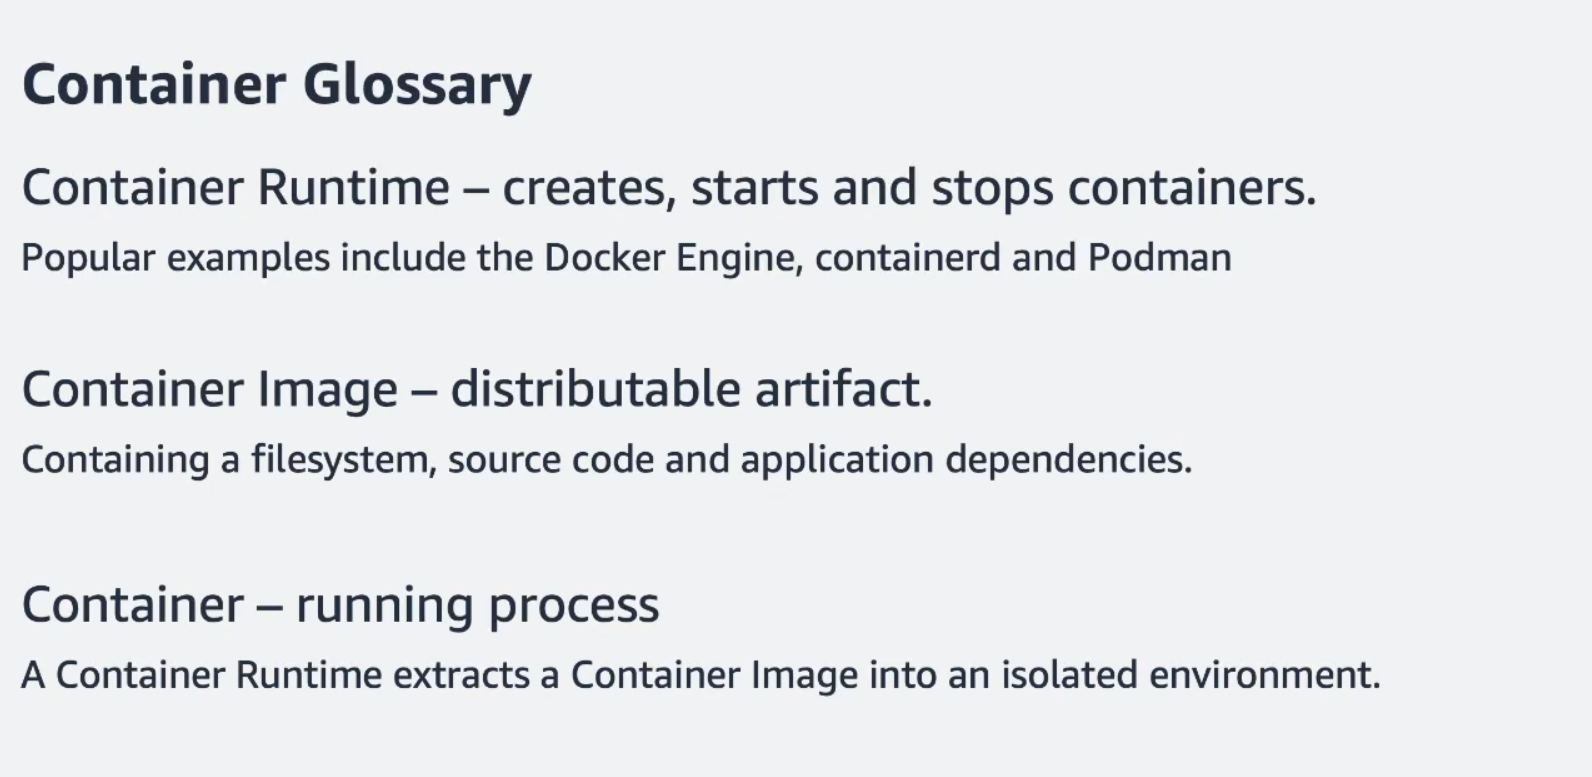 Container Glossary
Container Runtime – creates, starts and stops containers.
Popular examples include the Docker Engine, containerd and Podman
Container Image – distributable artifact.
Containing a filesystem, source code and application dependencies.
Container – running process
A Container Runtime extracts a Container Image into an isolated environment.